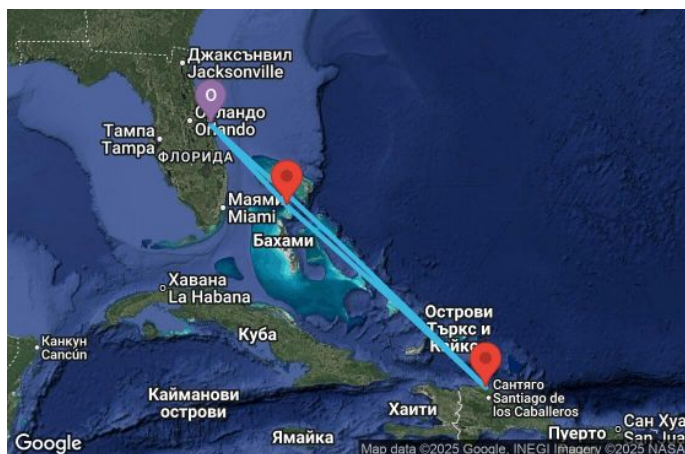 Джаксънвил
Jacksonville
О
Орландо
Orlando
Тампа
Tampa
ФЛОРИДА
Маями
Miami
Бахами
Хавана
La Habana
Канкун
Cancún
Куба
Острови
Търкс и
Кайкос
Кайманови
острови
Хаити
Сантяго
Santiago de
los Caballeros
Ямайка
Пуерто
Сан Хуа
San Jua
Google
Map data ©2025 Google, INEGI Imagery ©2025 NASA